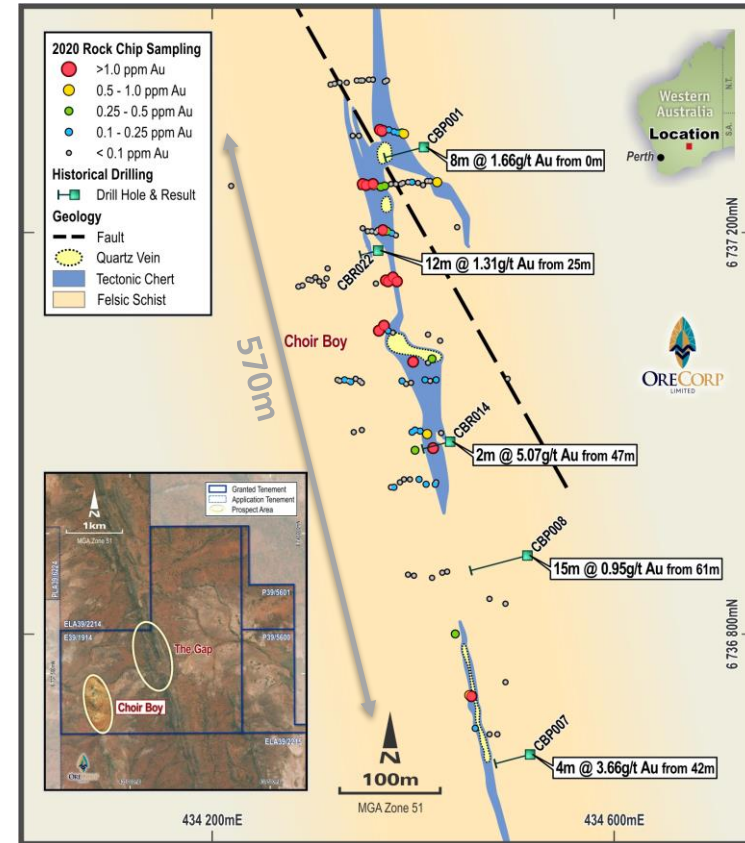 2020 Rock Chip Sampling
>1.0 ppm Au
0.5 - 1.0 ppm Au
0.25 - 0.5 ppm Au
0.1 - 0.25 ppm Au
< 0.1 ppm Au
Historical Drilling
Drill Hole & Result
Geology
Fault
Quartz Vein
Tectonic Chert
Felsic Schist
Western
Australia
Location
Perth
N.T.
S.A.
CBP001
8m @ 1.66g/t Au from 0m
6 737 200mN
CBR022
12m @ 1.31g/t Au from 25m
Choir Boy
570m
ORECORP
LIMITED
CBR014
2m @ 5.07g/t Au from 47m
CBP008
15m @ 0.95g/t Au from 61m
6 736 800mN
CBP007
4m @ 3.66g/t Au from 42m
N
100m
MGA Zone 51
434 200mE
434 600mE
N
1km
MGA Zone 51
Granted Tenement
Application Tenement
Prospect Area
ELA39/2214
E39/1914
P39/5601
P39/5600
The Gap
Choir Boy